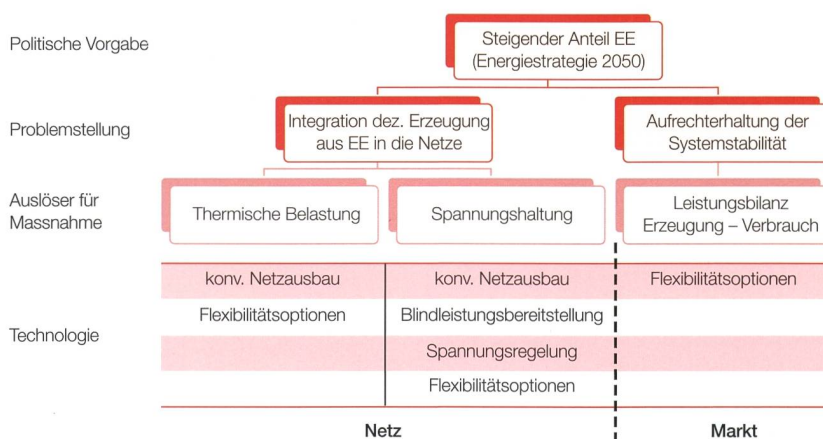 Politische Vorgabe
Steigender Anteil EE
(Energiestrategie 2050)
Problemstellung
Integration dez. Erzeugung
aus EE in die Netze
Aufrechterhaltung der
Systemstabilität
Auslöser für
Massnahme
Thermische Belastung
Spannungshaltung
Leistungsbilanz
Erzeugung – Verbrauch
Technologie
konv. Netzausbau
konv. Netzausbau
Flexibilitätsoptionen
Flexibilitätsoptionen
Blindleistungsbereitstellung
Spannungsregelung
Flexibilitätsoptionen
Netz
Markt